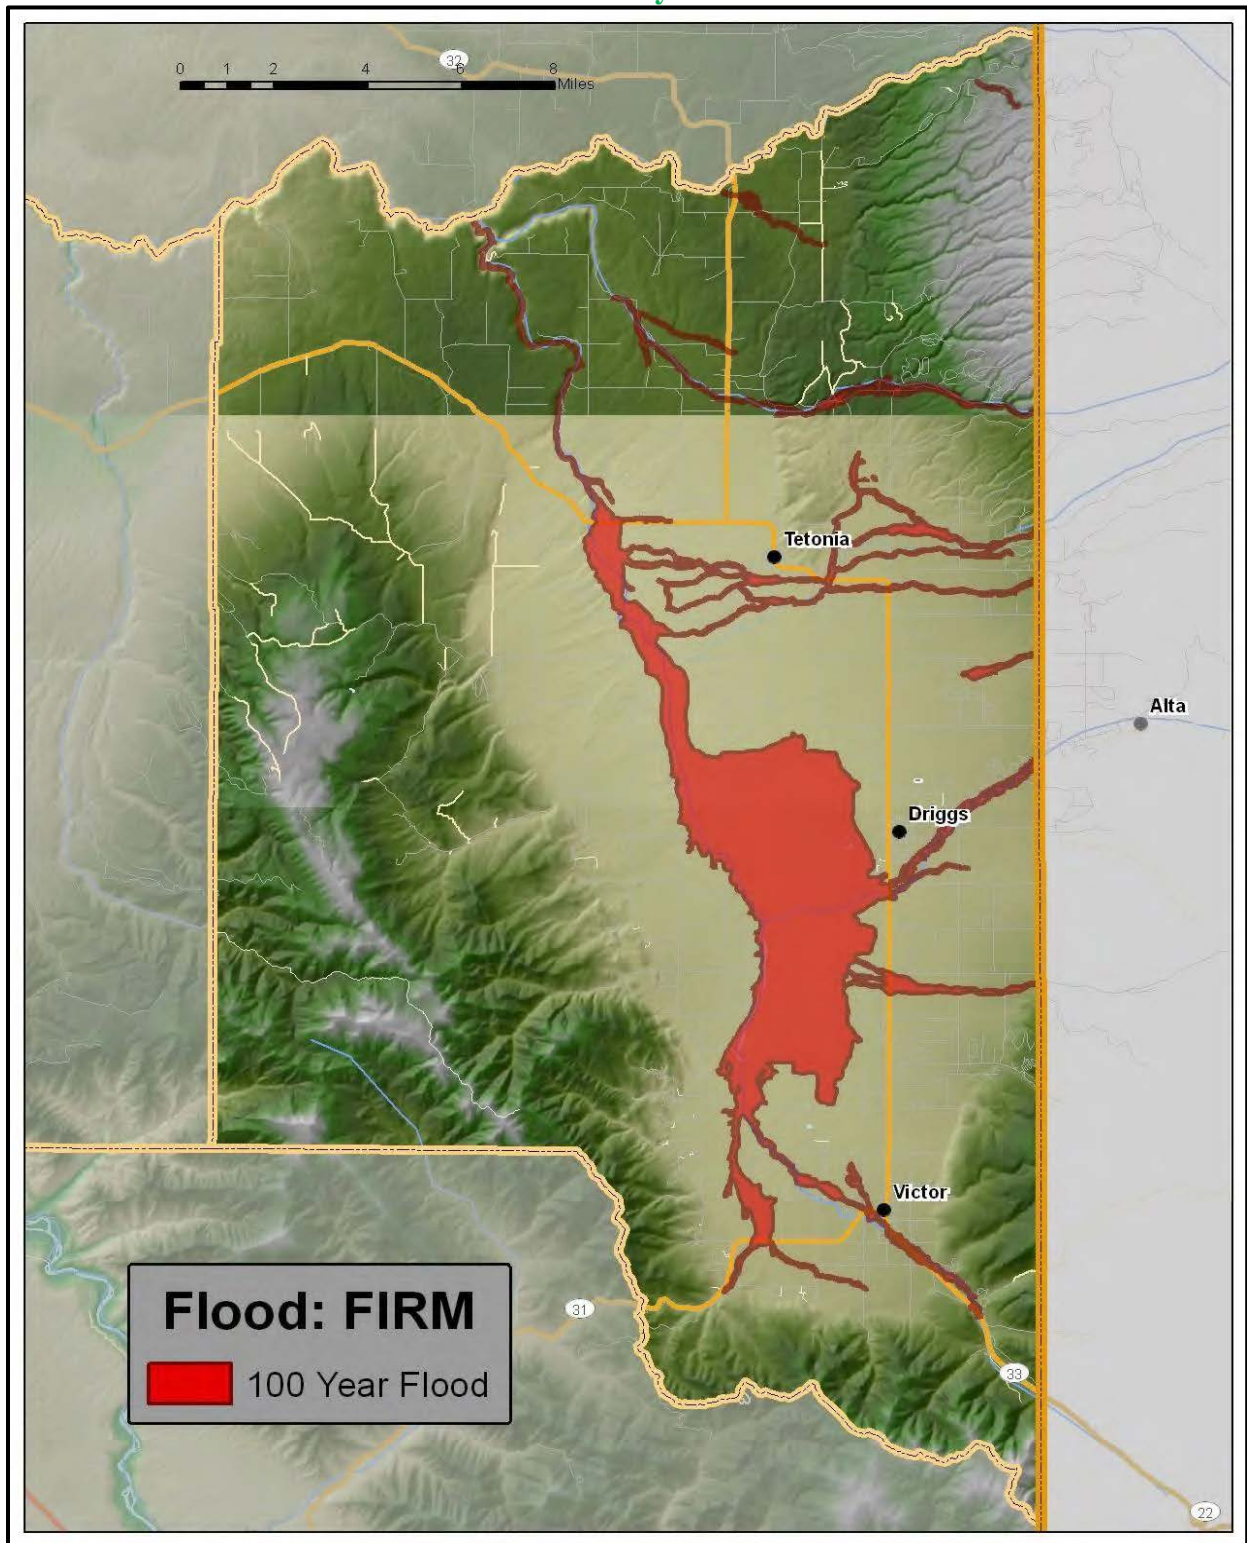 32
0 1 2 4 6 8
Miles
Tetonia
Alta
Driggs
Victor
31
Flood: FIRM
100 Year Flood
33
22